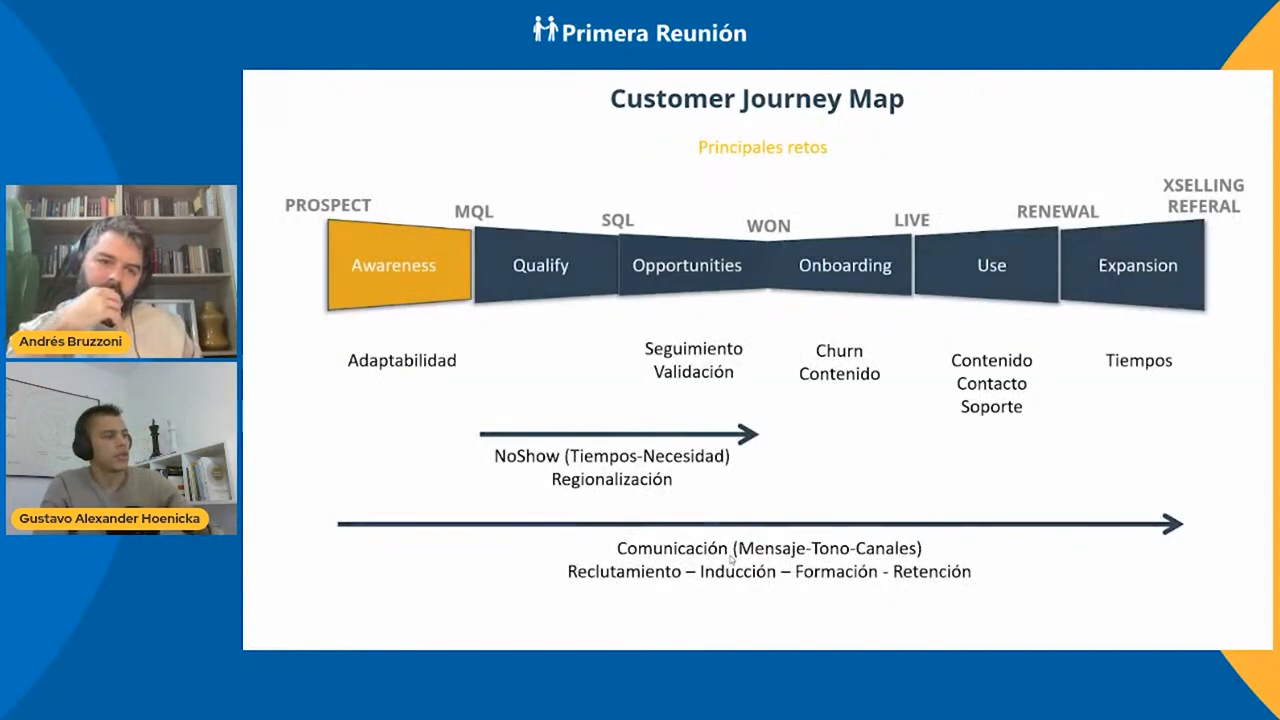 Primera Reunión
Customer Journey Map
Principales retos
PROSPECT
MQL
SQL
WON
LIVE
RENEWAL
XSELLING
REFERAL
Awareness
Qualify
Opportunities
Onboarding
Use
Expansion
Adaptabilidad
Seguimiento
Validación
Churn
Contenido
Contenido
Contacto
Soporte
Tiempos
NoShow (Tiempos-Necesidad)
Regionalización
Comunicación (Mensaje-Tono-Canales)
Reclutamiento – Inducción – Formación - Retención
Andrés Bruzzoni
Gustavo Alexander Hoenicka